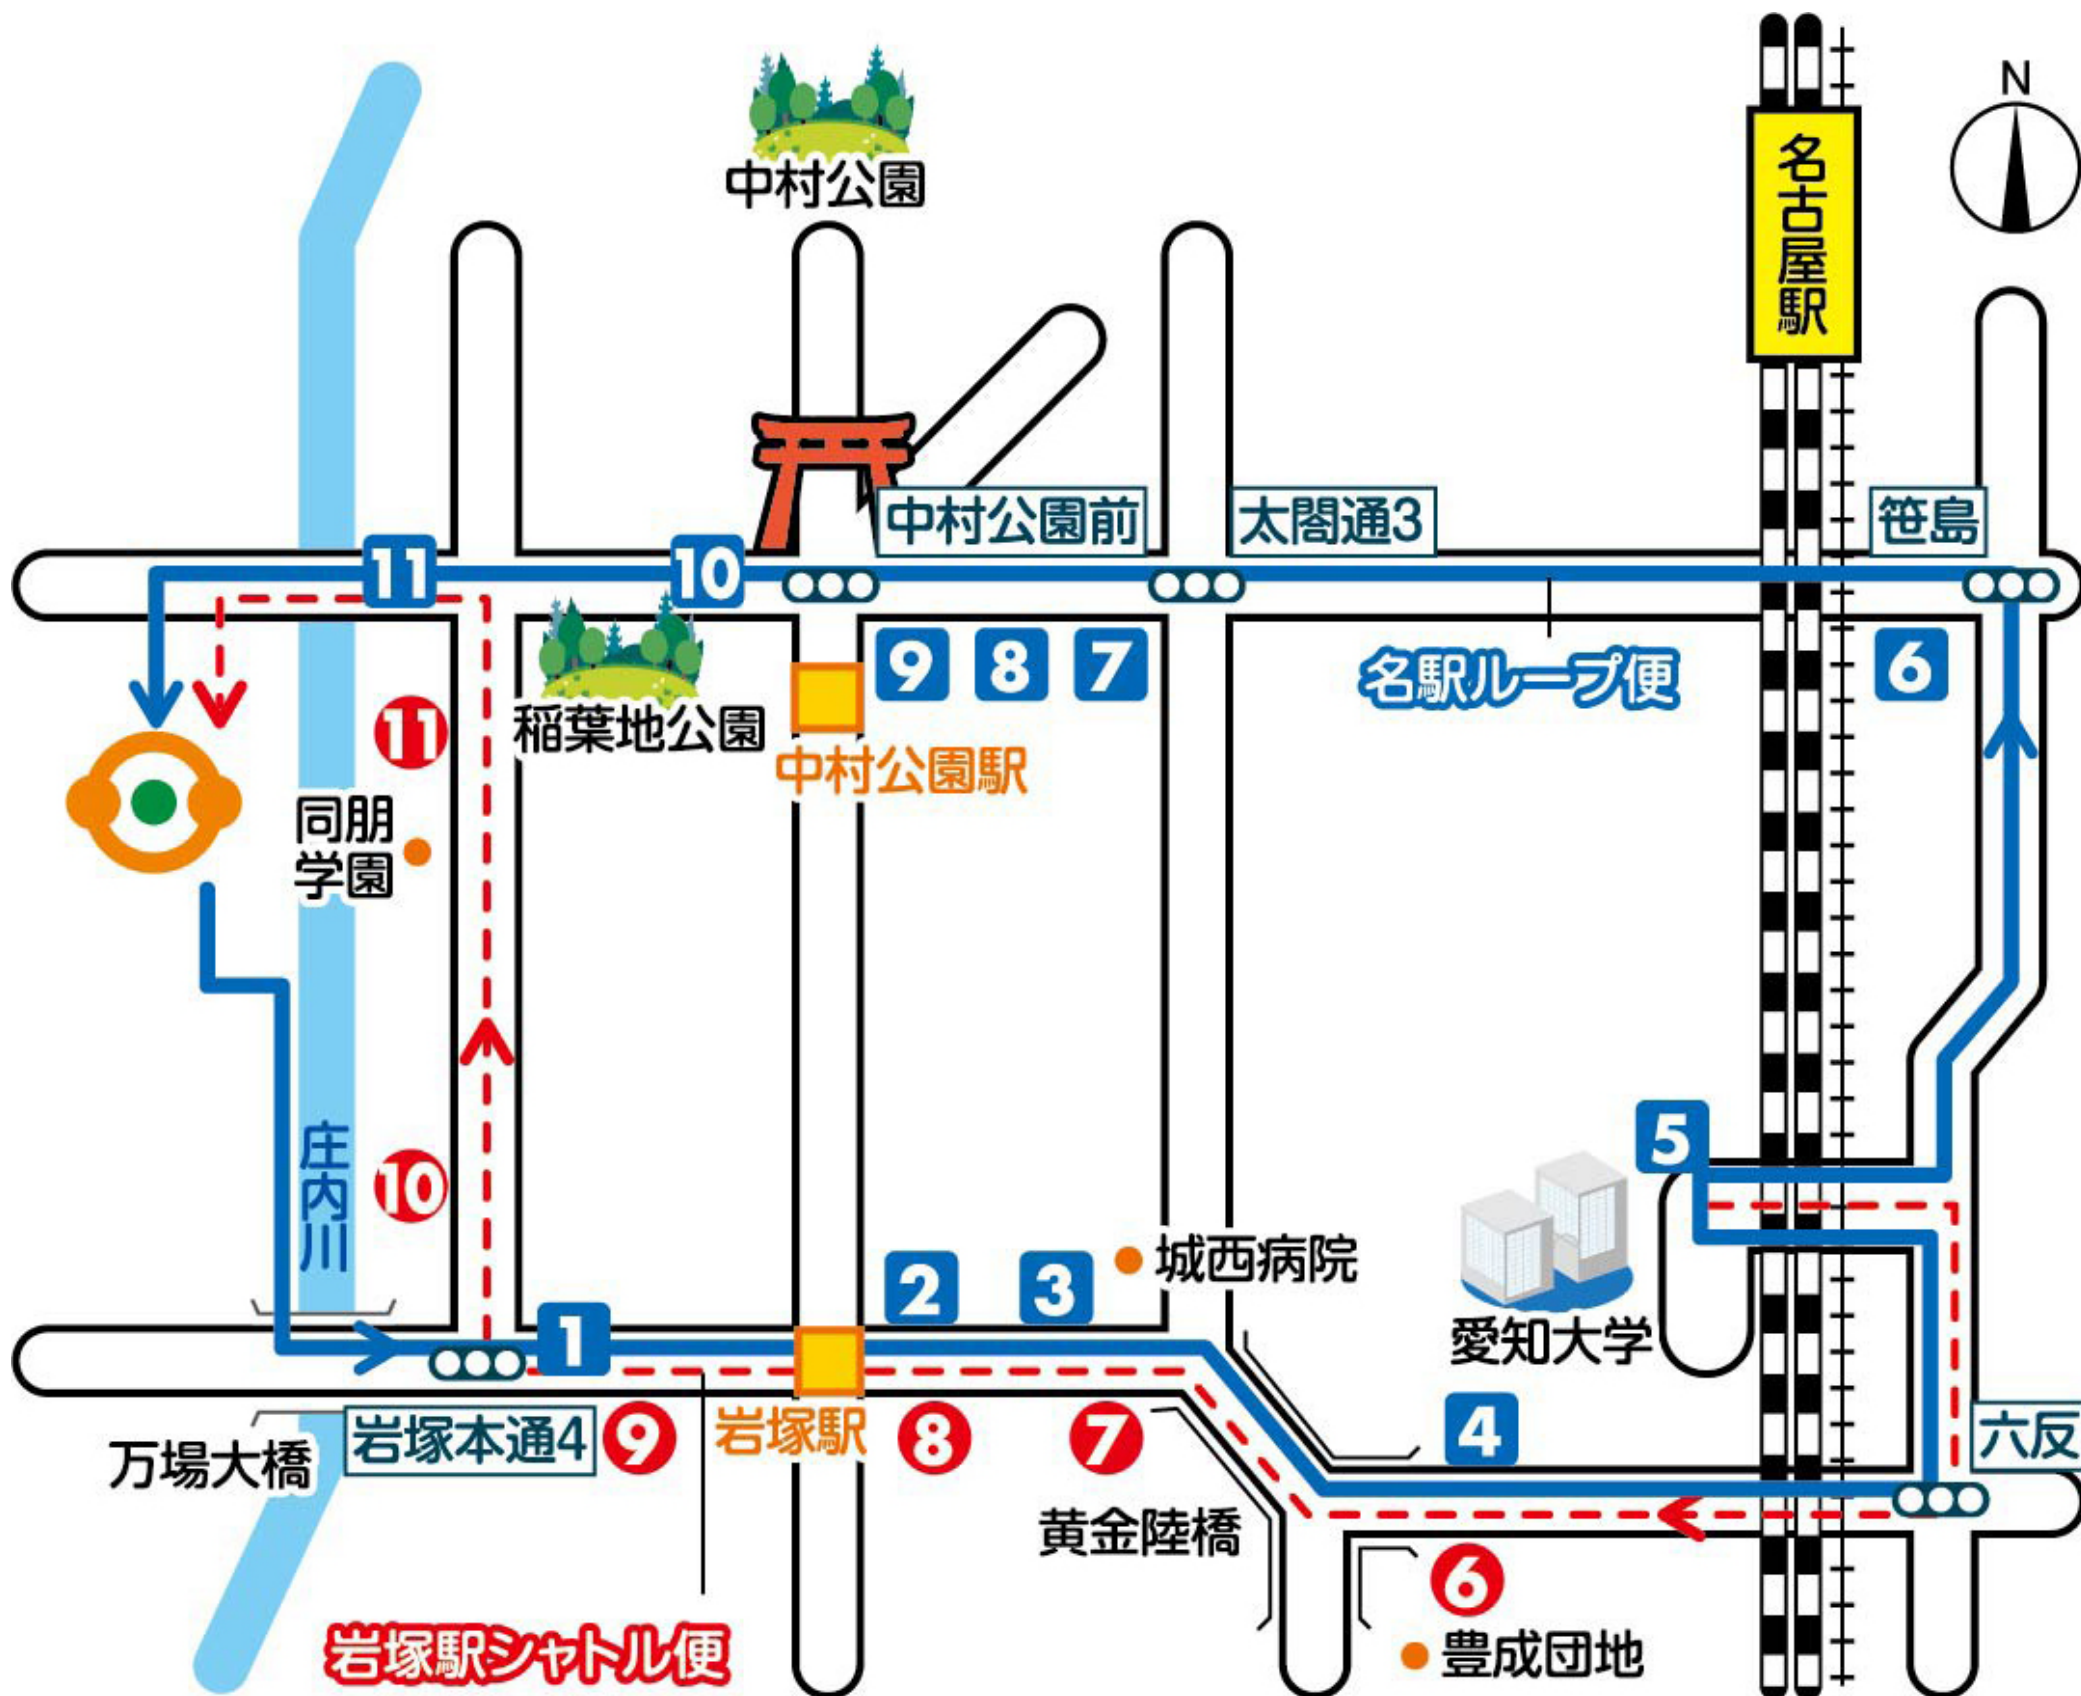 N
中村公園
名古屋駅
中村公園前
太閤通3
笹島
11
10
9
8
7
6
名駅ループ便
稲葉地公園
中村公園駅
11
同朋
学園
庄内川
10
5
城西病院
愛知大学
1
2
3
4
六反
万場大橋
岩塚本通4
9
岩塚駅
8
7
黄金陸橋
6
豊成団地
岩塚駅シャトル便